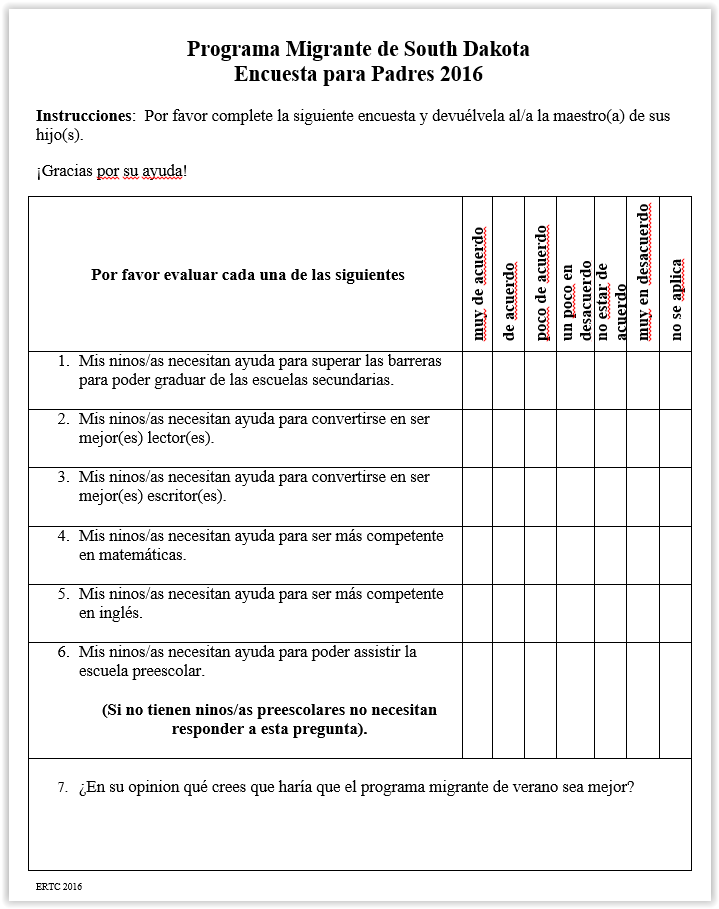 Programa Migrante de South Dakota
Encuesta para Padres 2016
Instrucciones:  Por favor complete la siguiente encuesta y devuélvela al/a la maestro(a) de sus
hijo(s).
¡Gracias por su ayuda!
Por favor evaluar cada una de las siguientes
muy de acuerdo
de acuerdo
poco de acuerdo
un poco en
desacuerdo
no estar de
acuerdo
muy en desacuerdo
no se aplica
1. Mis ninos/as necesitan ayuda para superar las barreras
para poder graduar de las escuelas secundarias.
2. Mis ninos/as necesitan ayuda para convertirse en ser
mejor(es) lector(es).
3. Mis ninos/as necesitan ayuda para convertirse en ser
mejor(es) escritor(es).
4. Mis ninos/as necesitan ayuda para ser más competente
en matemáticas.
5. Mis ninos/as necesitan ayuda para ser más competente
en inglés.
6. Mis ninos/as necesitan ayuda para poder assistir la
escuela preescolar.
(Si no tienen ninos/as preescolares no necesitan
responder a esta pregunta).
7. ¿En su opinion qué crees que haría que el programa migrante de verano sea mejor?
ERTC 2016